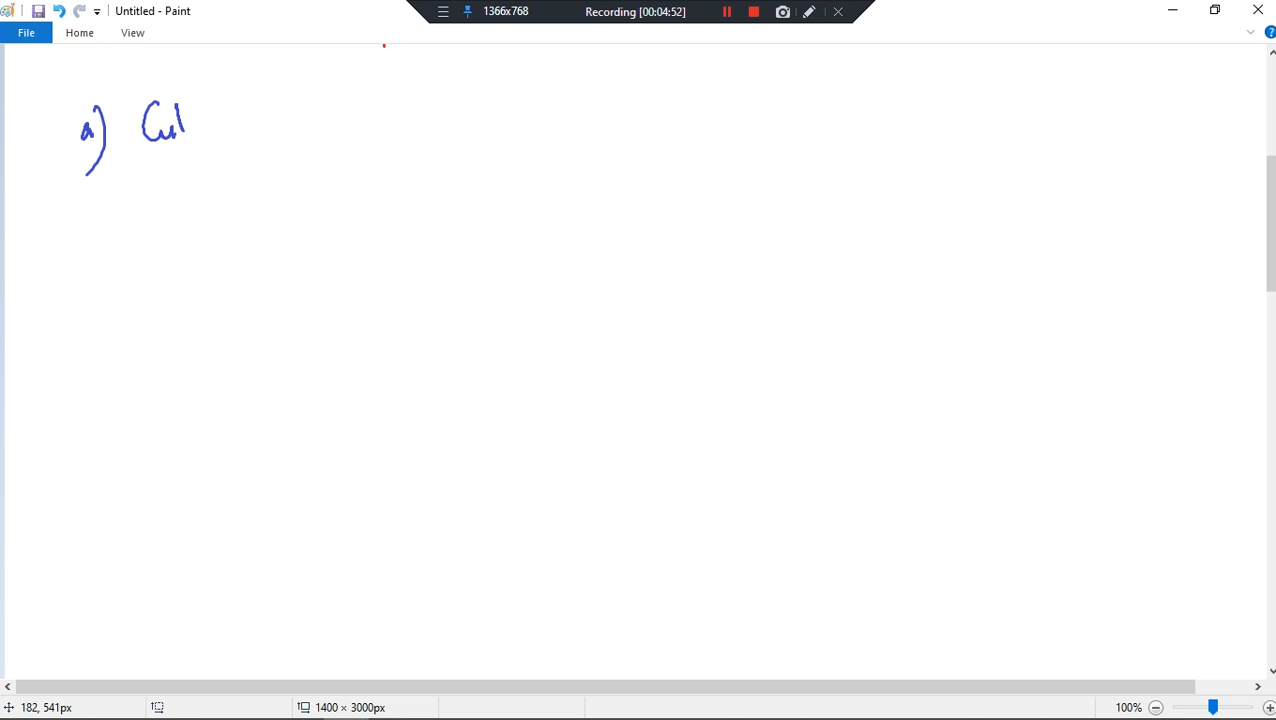 Untitled - Paint
1366x768
Recording [00:04:52]
File Home View
a) Cu
182, 541px
1400 × 3000px
100%